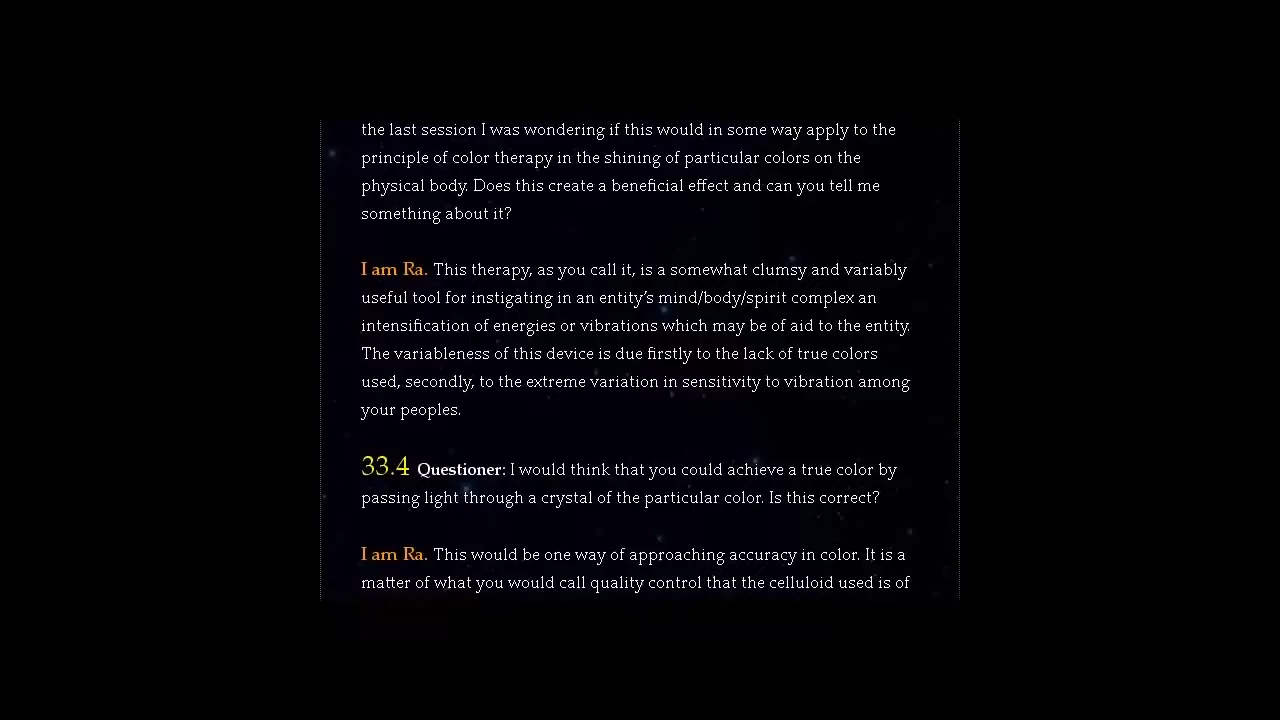 the last session I was wondering if this would in some way apply to the
principle of color therapy in the shining of particular colors on the
physical body. Does this create a beneficial effect and can you tell me
something about it?
I am Ra. This therapy, as you call it, is a somewhat clumsy and variably
useful tool for instigating in an entity's mind/body/spirit complex an
intensification of energies or vibrations which may be of aid to the entity.
The variableness of this device is due firstly to the lack of true colors
used, secondly, to the extreme variation in sensitivity to vibration among
your peoples.
33.4 Questioner: I would think that you could achieve a true color by
passing light through a crystal of the particular color. Is this correct?
I am Ra. This would be one way of approaching accuracy in color. It is a
matter of what you would call quality control that the celluloid used is of